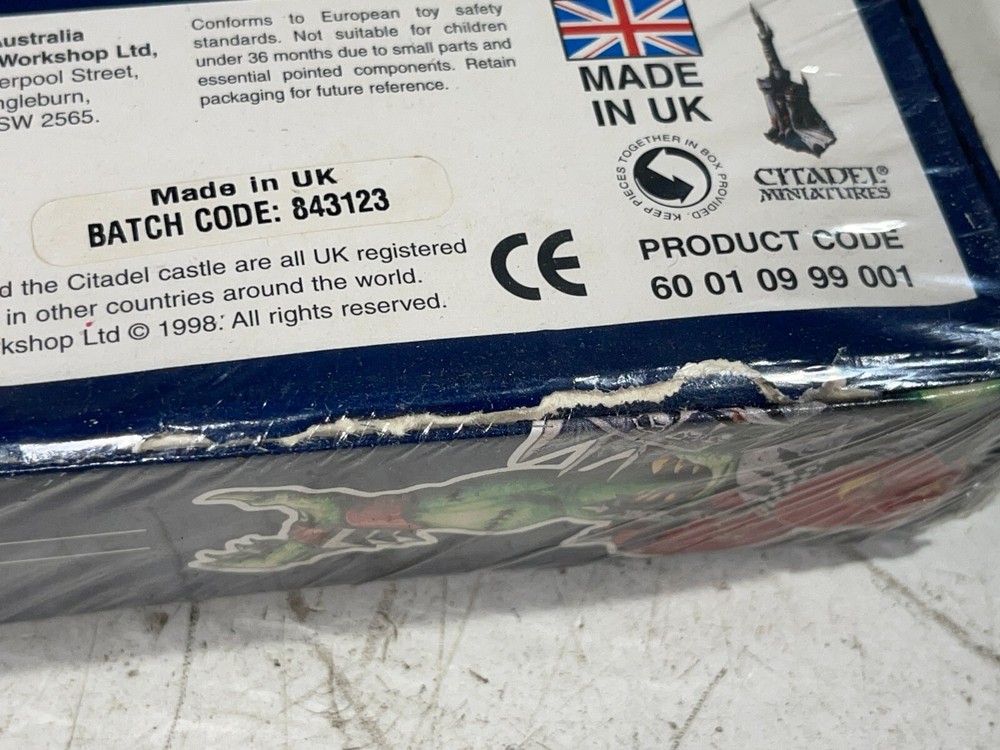 ustralia
Workshop Ltd,
erpool Street,
ngleburn,
SW 2565.
Conforms to European toy safety
standards. Not suitable for children
under 36 months due to small parts and
essential pointed components. Retain
packaging for future reference.
MADE
IN UK
KEEP PIECES TOGETHER IN BOX PROVIDED.
CITADEL®
MINIATURES
Made in UK
BATCH CODE: 843123
d the Citadel castle are all UK registered
in other countries around the world.
kshop Ltd © 1998. All rights reserved.
CE
PRODUCT CODE
60 01 09 99 001